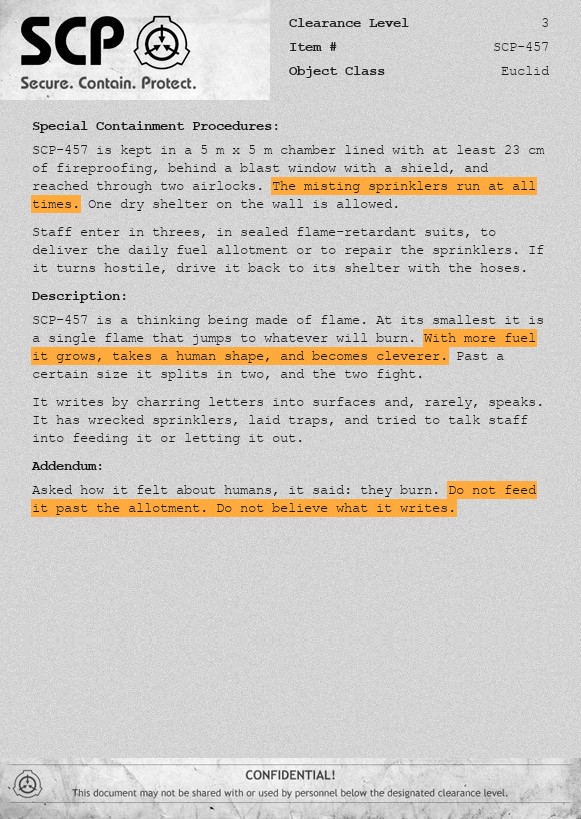 SCP
Secure. Contain. Protect.
Clearance Level 3
Item # SCP-457
Object Class Euclid
Special Containment Procedures:
SCP-457 is kept in a 5 m x 5 m chamber lined with at least 23 cm
of fireproofing, behind a blast window with a shield, and
reached through two airlocks. The misting sprinklers run at all
times. One dry shelter on the wall is allowed.
Staff enter in threes, in sealed flame-retardant suits, to
deliver the daily fuel allotment or to repair the sprinklers. If
it turns hostile, drive it back to its shelter with the hoses.
Description:
SCP-457 is a thinking being made of flame. At its smallest it is
a single flame that jumps to whatever will burn. With more fuel
it grows, takes a human shape, and becomes cleverer. Past a
certain size it splits in two, and the two fight.
It writes by charring letters into surfaces and, rarely, speaks.
It has wrecked sprinklers, laid traps, and tried to talk staff
into feeding it or letting it out.
Addendum:
Asked how it felt about humans, it said: they burn. Do not feed
it past the allotment. Do not believe what it writes.
CONFIDENTIAL!
This document may not be shared with or used by personnel below the designated clearance level.